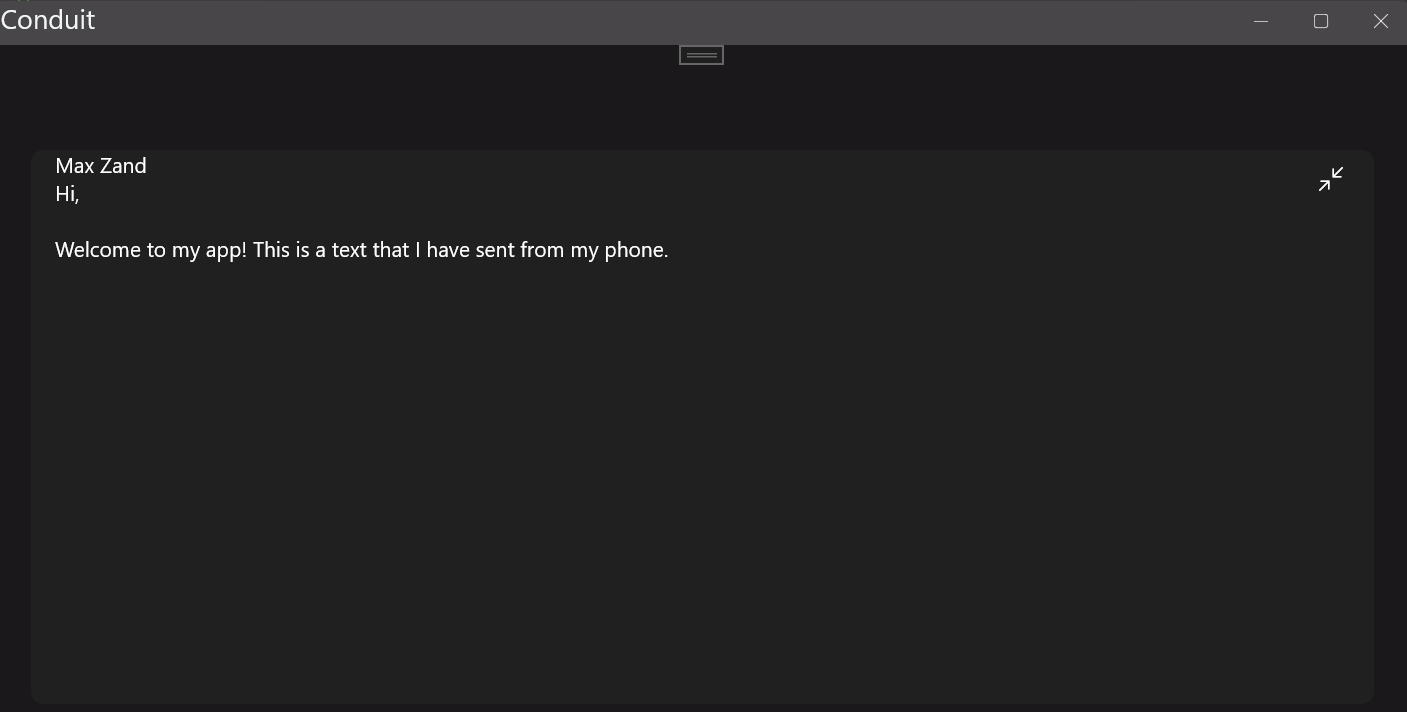 Conduit
Max Zand
Hi,
Welcome to my app! This is a text that I have sent from my phone.